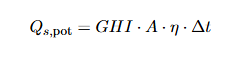 Q_{s,pot} = GHI · A · η · Δt